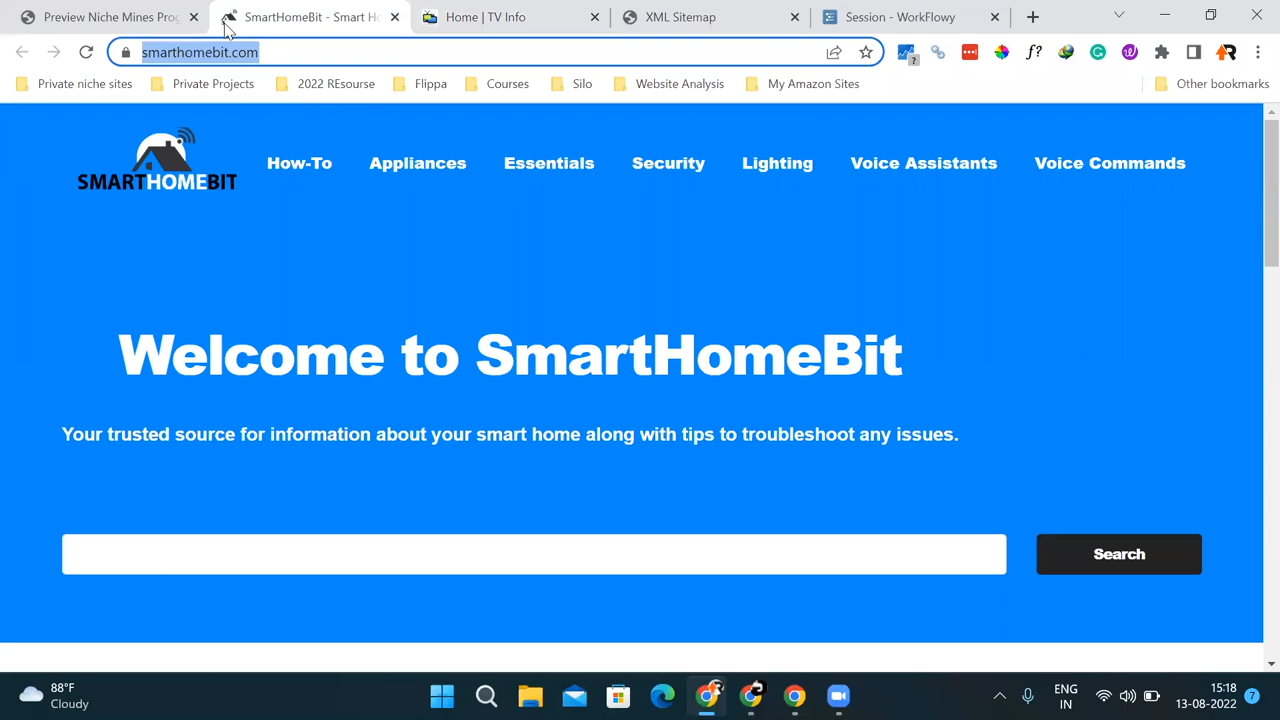 Preview Niche Mines Prog
SmartHomeBit - Smart Ho
Home | TV Info
XML Sitemap
Session - WorkFlowy
smarthomebit.com
f?
Private niche sites
Private Projects
2022 REsource
Flippa
Courses
Silo
Website Analysis
My Amazon Sites
Other bookmarks
SMARTHOMEBIT
How-To
Appliances
Essentials
Security
Lighting
Voice Assistants
Voice Commands
Welcome to SmartHomeBit
Your trusted source for information about your smart home along with tips to troubleshoot any issues.
Search
88°F
Cloudy
ENG
IN
15:18
13-08-2022
7